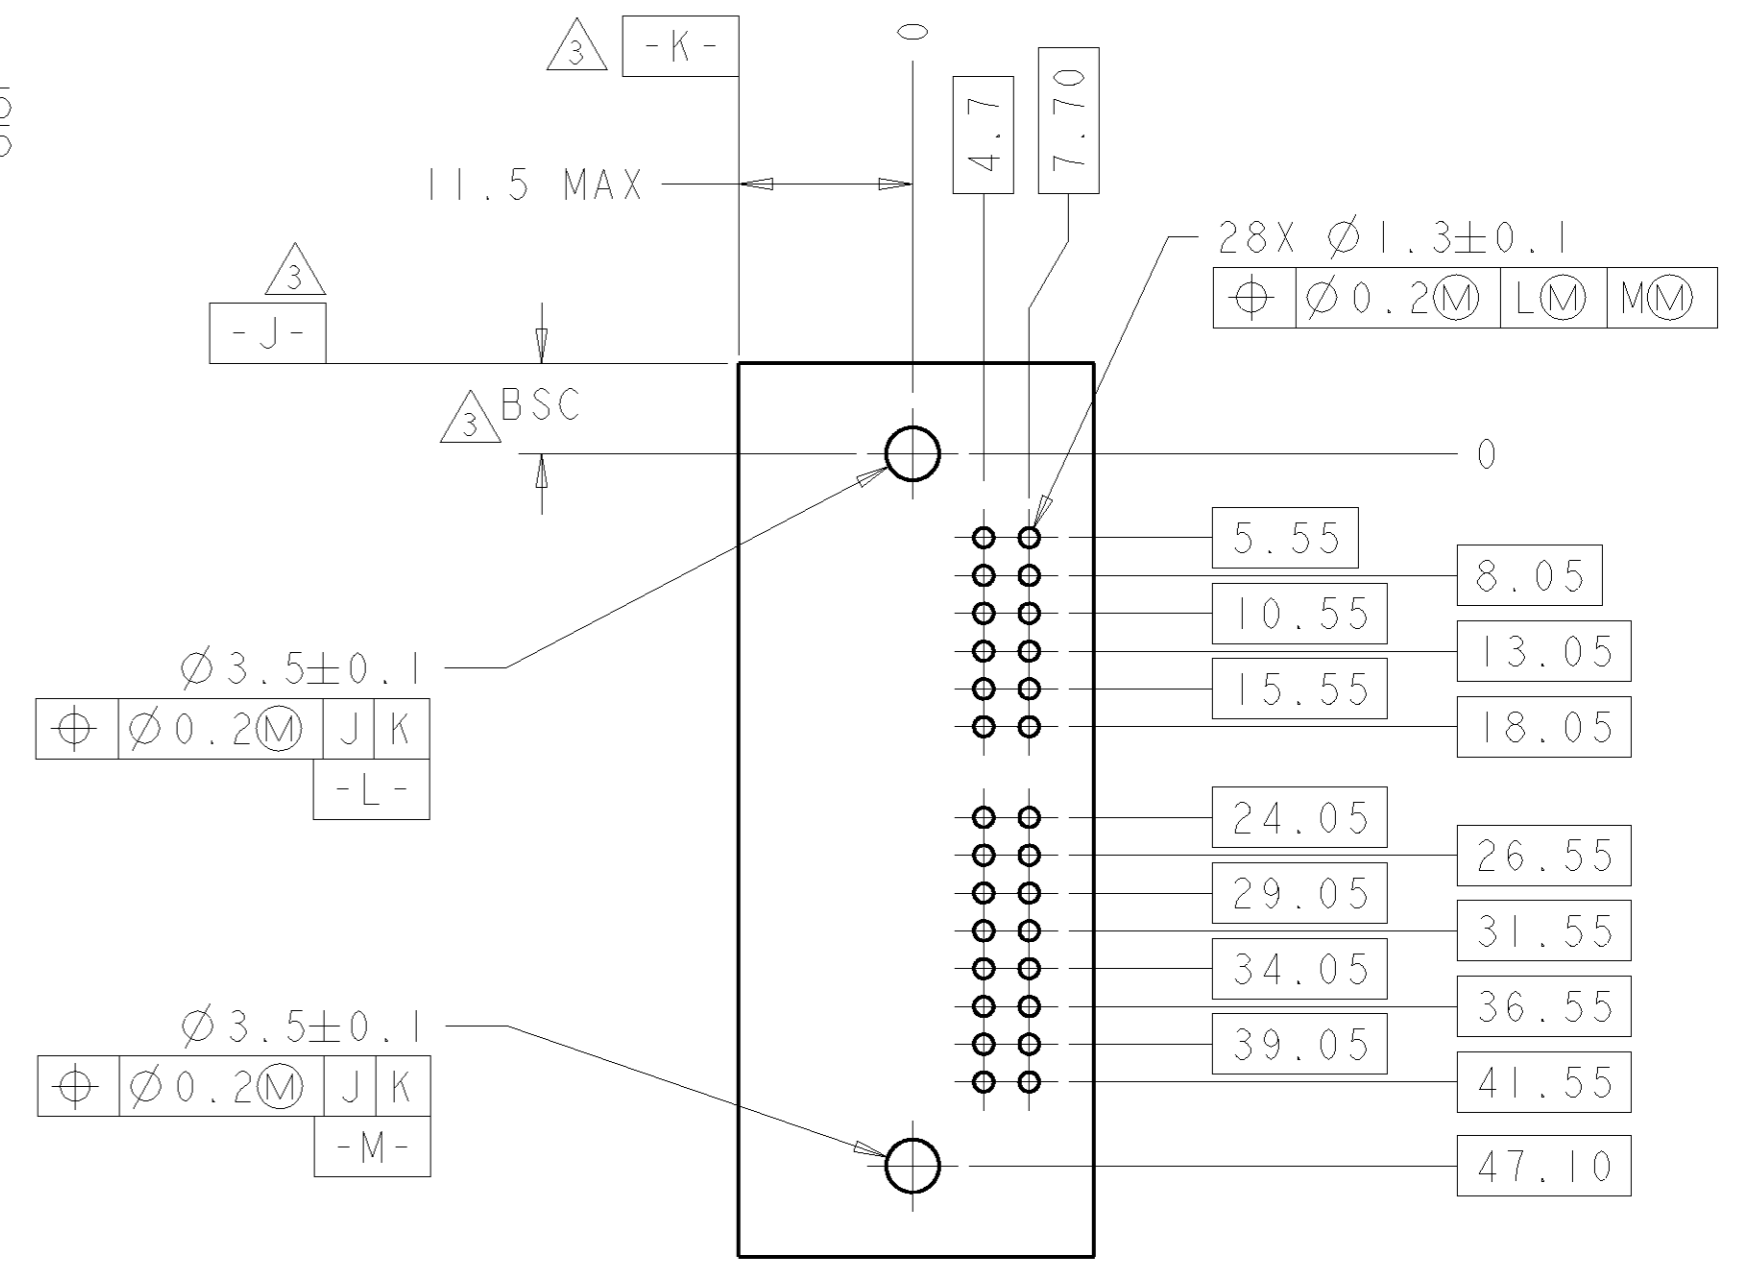 3
-K-
0
4.7
7.70
11.5 MAX
28X Ø1.3±0.1
⌖ Ø0.2Ⓜ LⓂ MⓂ
3
-J-
3 BSC
0
5.55
8.05
10.55
13.05
15.55
18.05
Ø3.5±0.1
⌖ Ø0.2Ⓜ J K
-L-
24.05
26.55
29.05
31.55
34.05
36.55
39.05
41.55
47.10
Ø3.5±0.1
⌖ Ø0.2Ⓜ J K
-M-